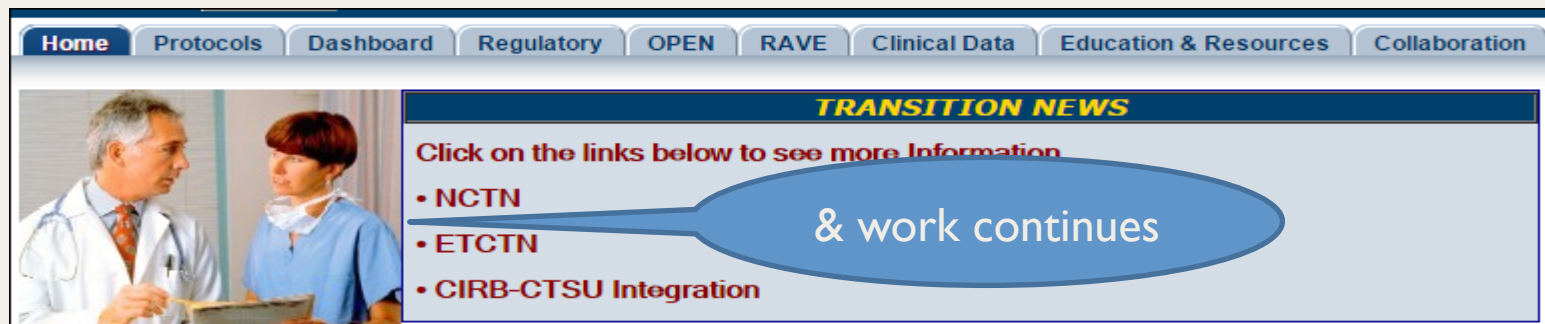 Home Protocols Dashboard Regulatory OPEN RAVE Clinical Data Education & Resources Collaboration
TRANSITION NEWS
Click on the links below to see more Information
• NCTN
& work continues
• ETCTN
• CIRB-CTSU Integration